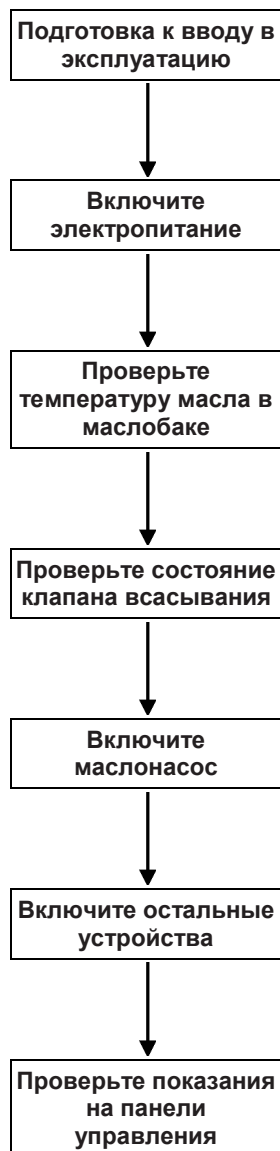 Подготовка к вводу в
эксплуатацию
Включите
электропитание
Проверьте
температуру масла в
маслобаке
Проверьте состояние
клапана всасывания
Включите
маслонасос
Включите остальные
устройства
Проверьте показания
на панели
управления